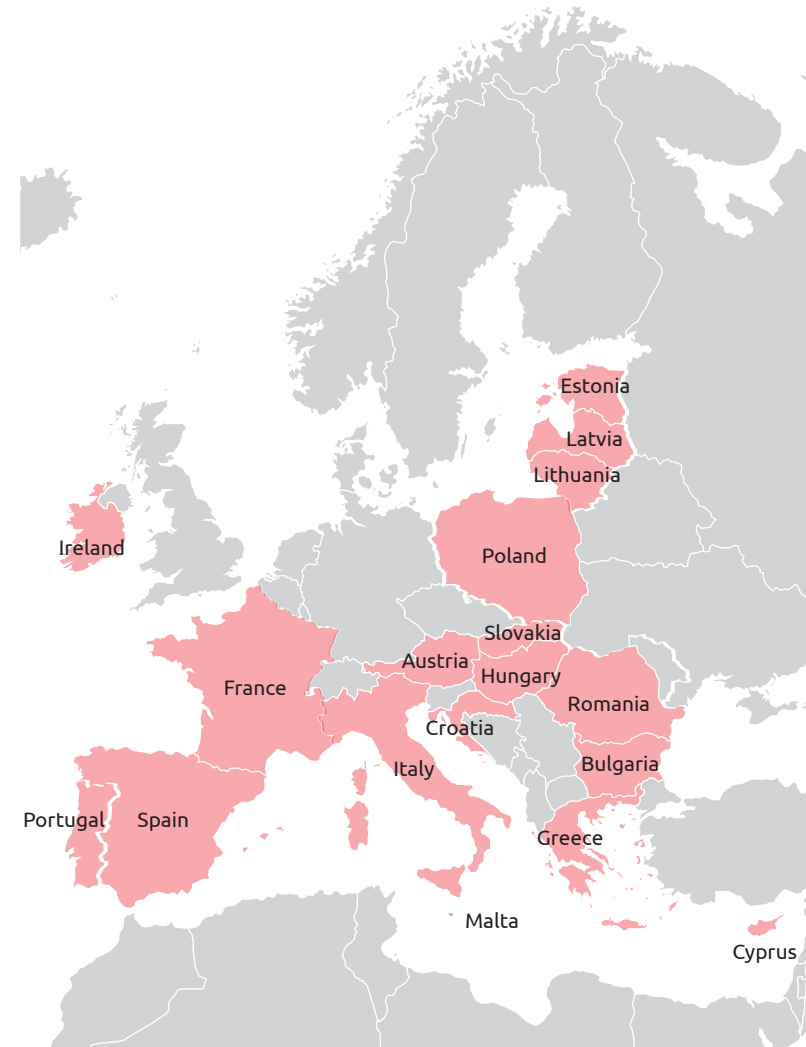 Estonia
Latvia
Lithuania
Ireland
Poland
Slovakia
Austria
Hungary
France
Romania
Croatia
Bulgaria
Italy
Portugal
Spain
Greece
Malta
Cyprus